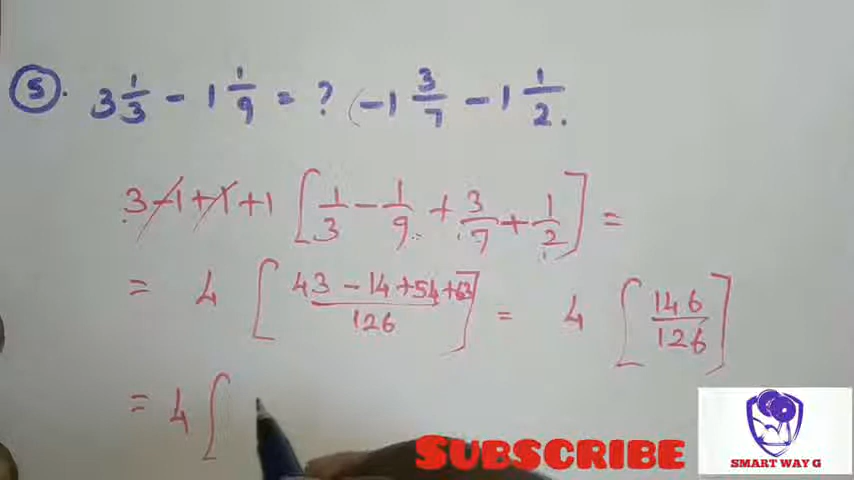 5. 3 1/3 - 1 1/9 = ? - 1 3/7 - 1 1/2.
3 - 1 + 1 + 1 [1/3 - 1/9 + 3/7 + 1/2] =
= 4 [43 - 14 + 54 + 63 / 126] = 4 [146/126]
= 4 [
SUBSCRIBE
SMART WAY G